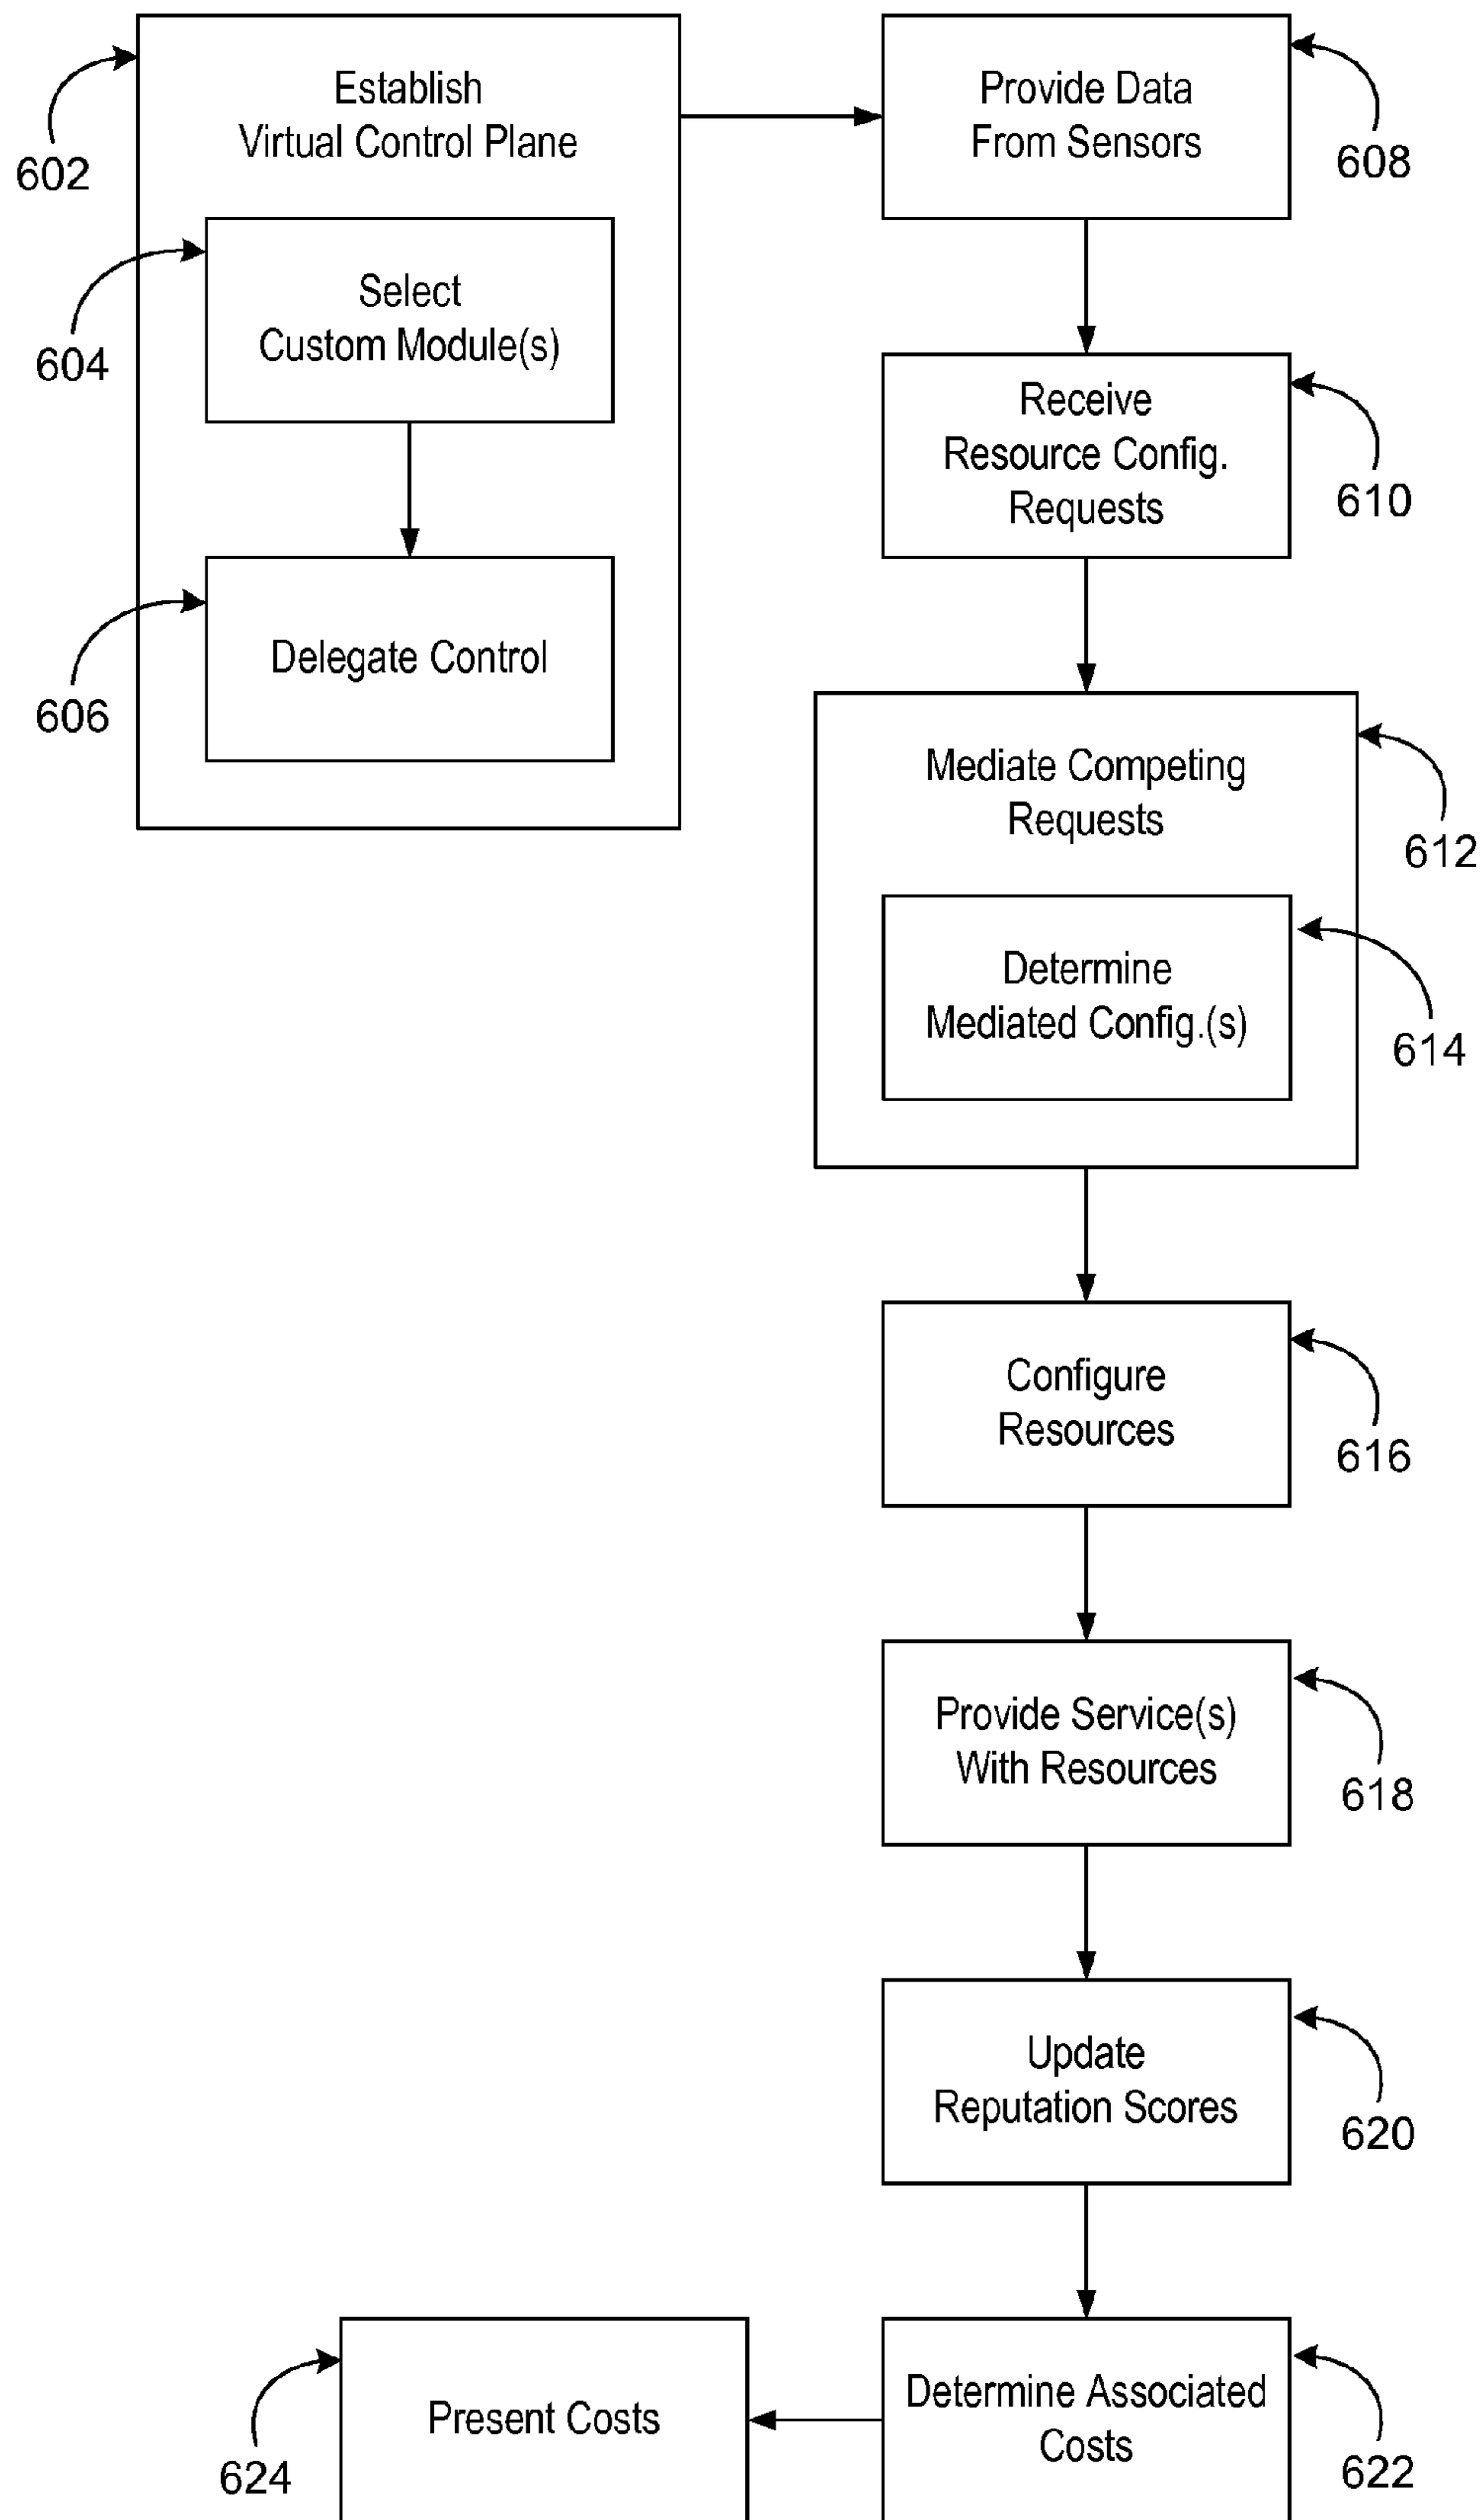 Establish
Virtual Control Plane
602
Select
Custom Module(s)
604
Delegate Control
606
Provide Data
From Sensors
608
Receive
Resource Config.
Requests
610
Mediate Competing
Requests
612
Determine
Mediated Config.(s)
614
Configure
Resources
616
Provide Service(s)
With Resources
618
Update
Reputation Scores
620
Determine Associated
Costs
622
Present Costs
624